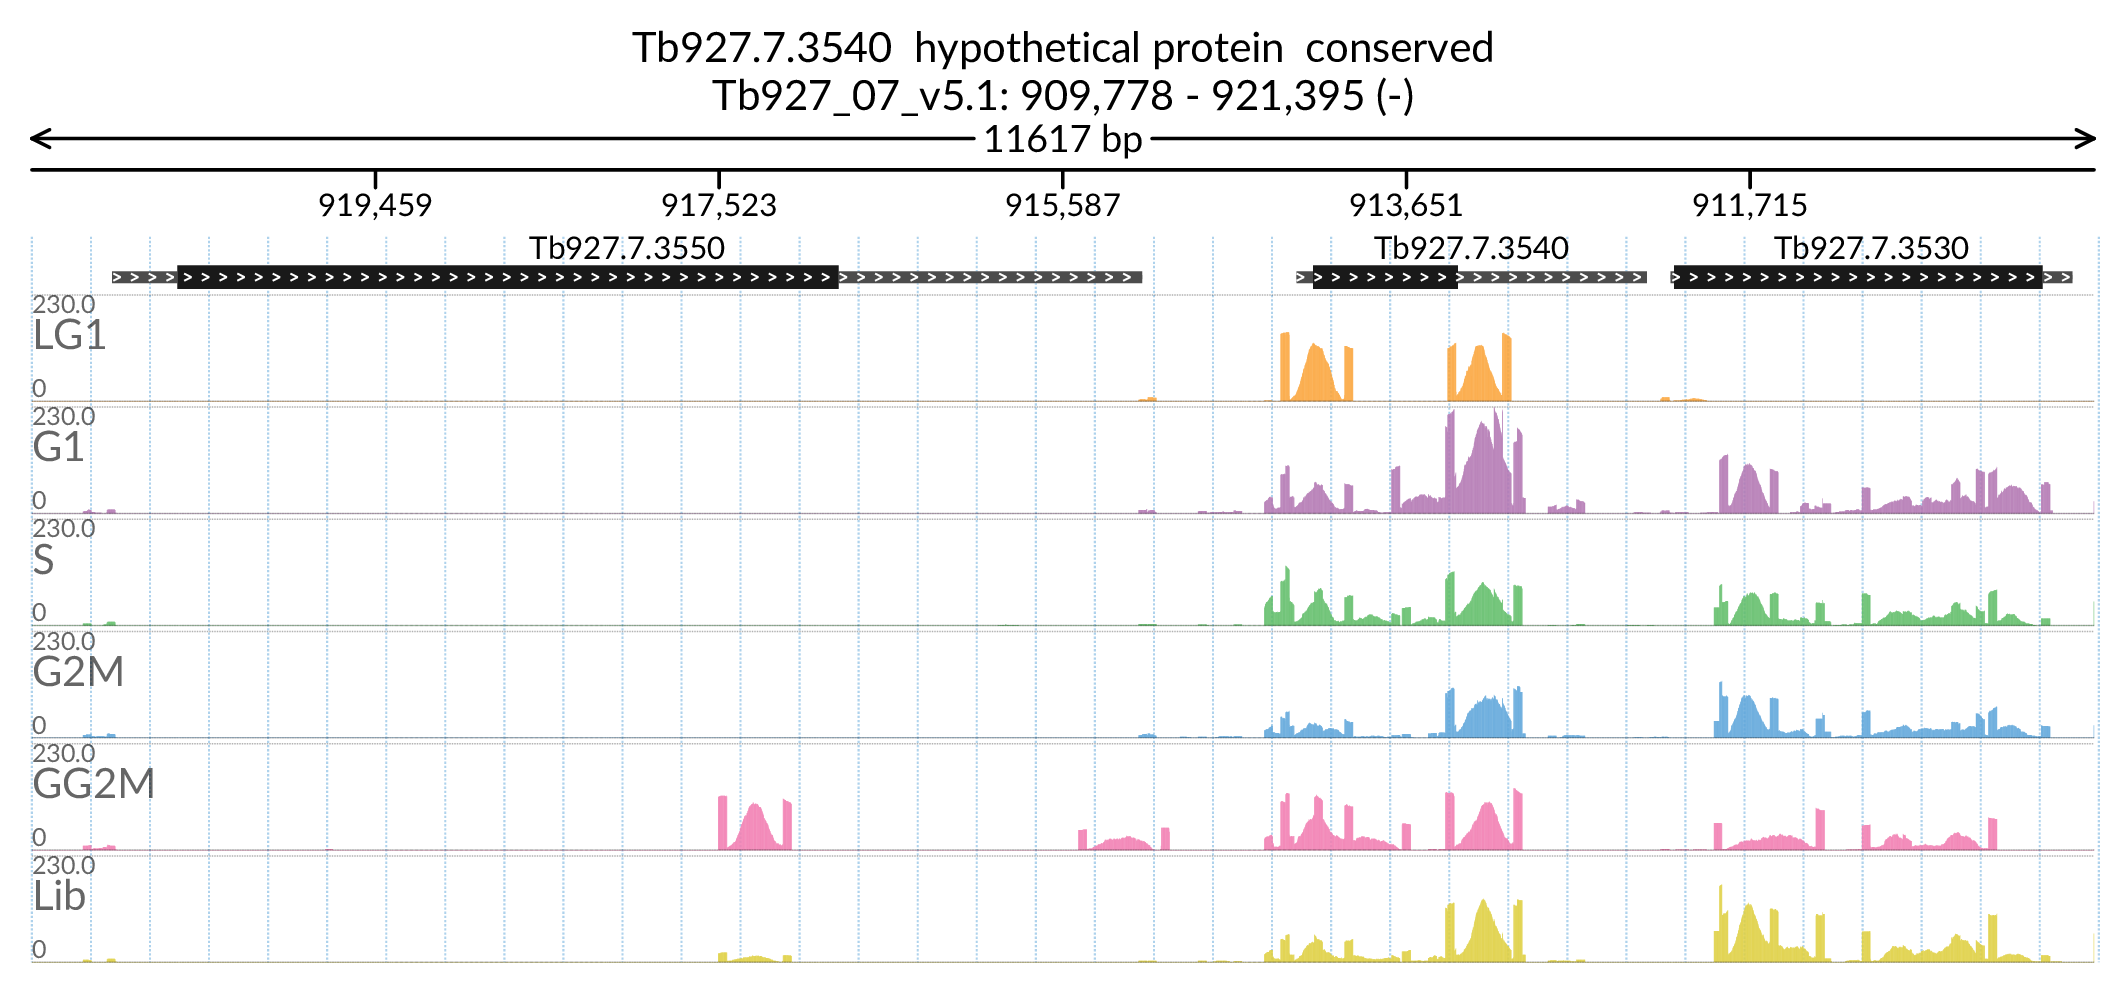 Tb927.7.3540  hypothetical protein  conserved
Tb927_07_v5.1: 909,778 - 921,395 (-)
11617 bp
919,459 917,523 915,587 913,651 911,715
Tb927.7.3550 Tb927.7.3540 Tb927.7.3530
230.0
LG1
0
230.0
G1
0
230.0
S
0
230.0
G2M
0
230.0
GG2M
0
230.0
Lib
0